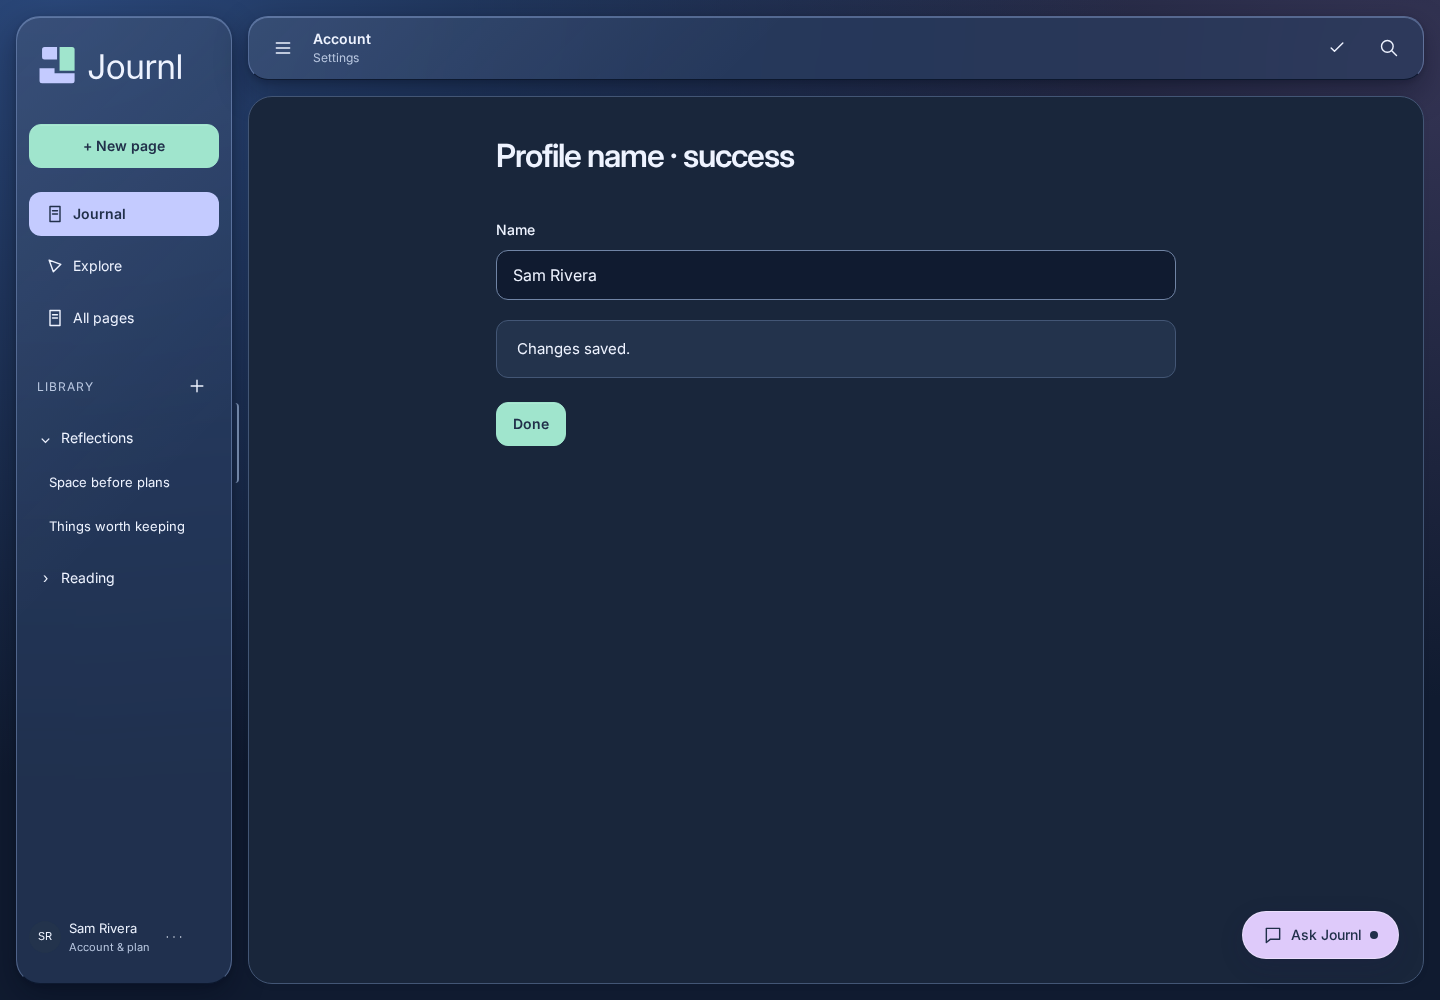 Journl
+ New page
Journal
Explore
All pages
LIBRARY
Reflections
Space before plans
Things worth keeping
Reading
SR
Sam Rivera
Account & plan
...
Account
Settings
Profile name · success
Name
Sam Rivera
Changes saved.
Done
Ask Journl